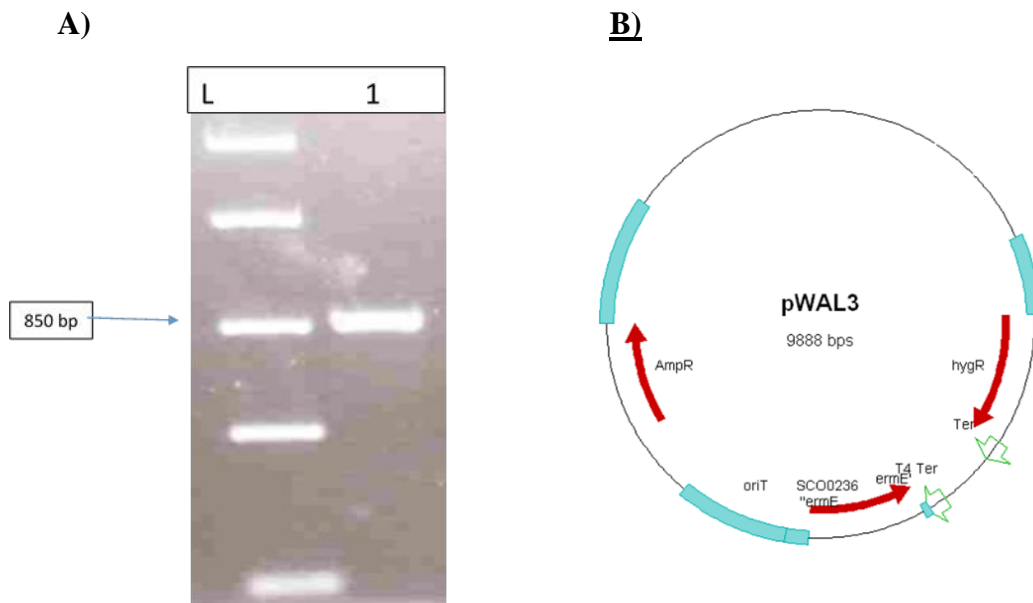 A)
B)
L 1
850 bp
pWAL3
9888 bps
AmpR
hygR
Ter
T4 Ter
oriT
SCO0236
ermE'
"ermE